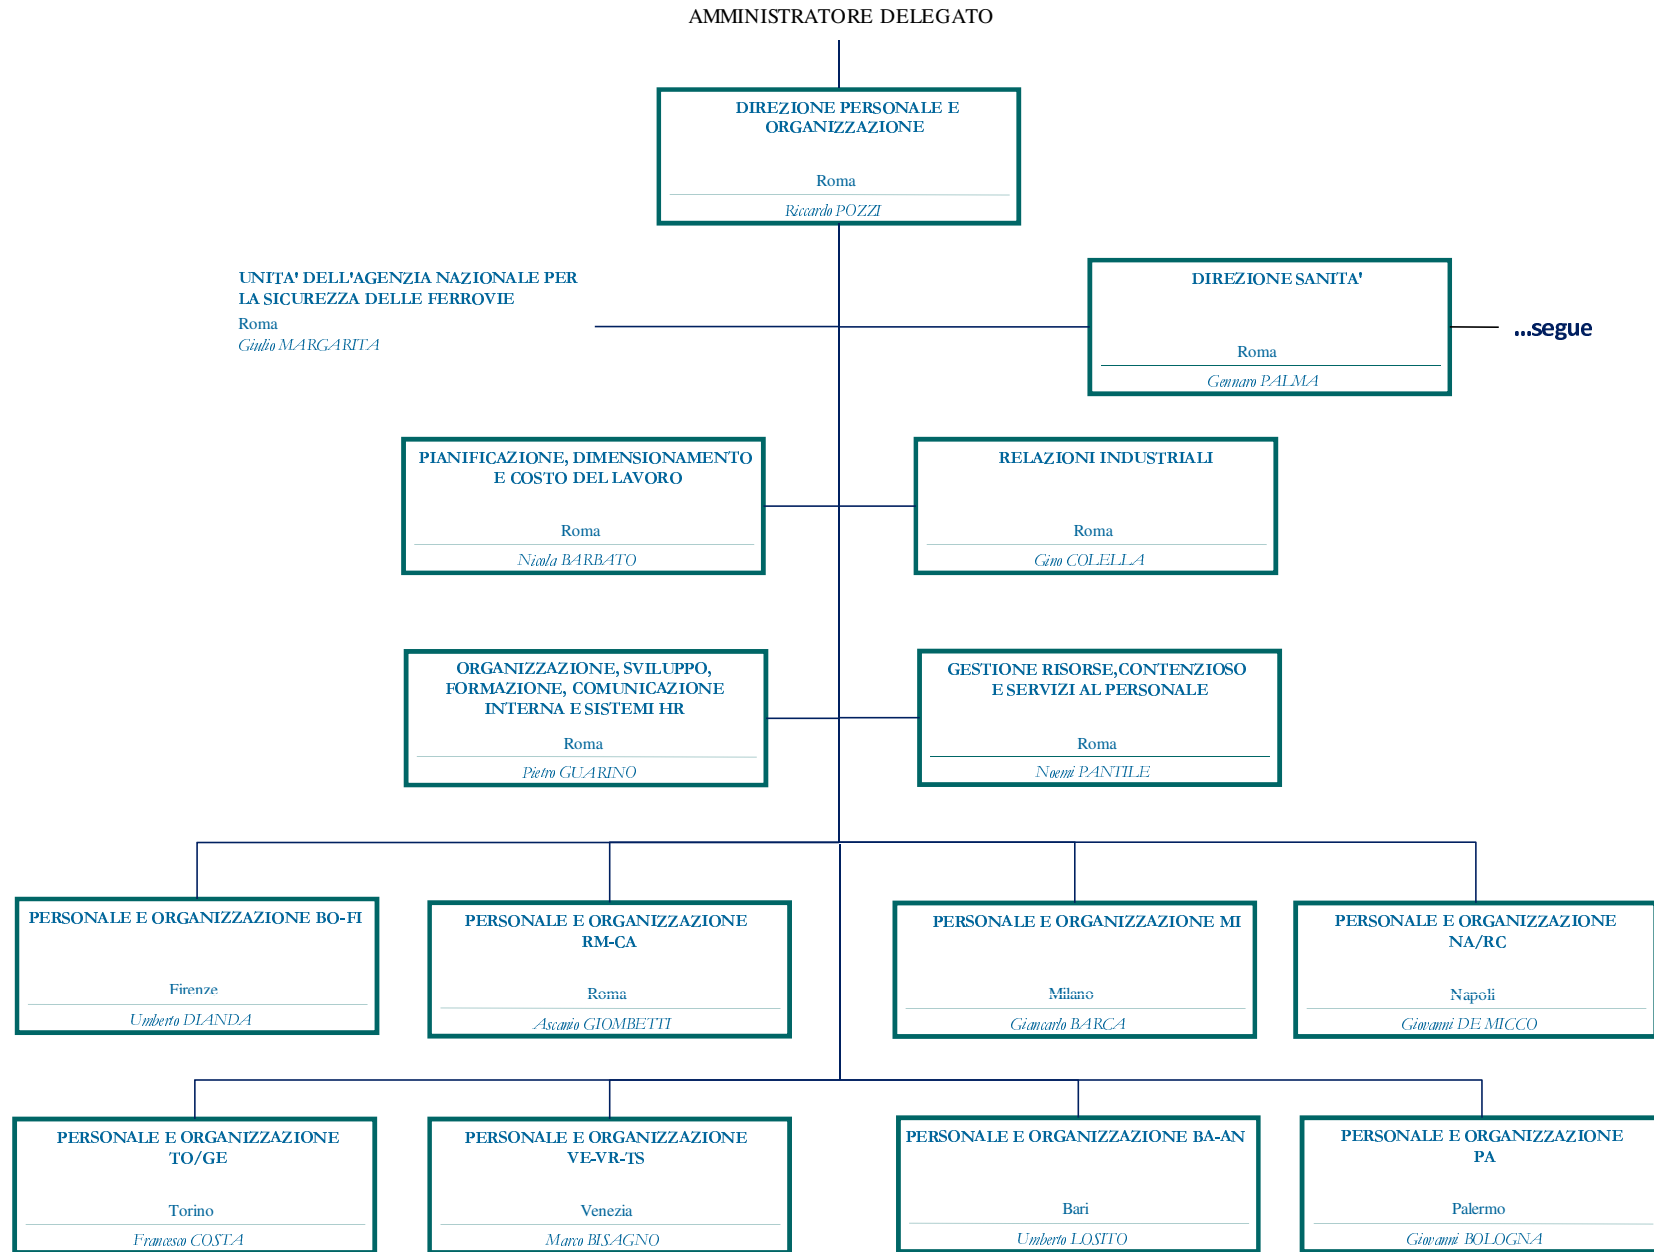 AMMINISTRATORE DELEGATO
DIREZIONE PERSONALE E
ORGANIZZAZIONE
Roma
Riccardo POZZI
UNITA' DELL'AGENZIA NAZIONALE PER
LA SICUREZZA DELLE FERROVIE
Roma
Giulio MARGARITA
DIREZIONE SANITA'
Roma
Gennaro PALMA
...segue
PIANIFICAZIONE, DIMENSIONAMENTO
E COSTO DEL LAVORO
Roma
Nicola BARBATO
RELAZIONI INDUSTRIALI
Roma
Gino COLELLA
ORGANIZZAZIONE, SVILUPPO,
FORMAZIONE, COMUNICAZIONE
INTERNA E SISTEMI HR
Roma
Pietro GUARINO
GESTIONE RISORSE,CONTENZIOSO
E SERVIZI AL PERSONALE
Roma
Noemi PANTILE
PERSONALE E ORGANIZZAZIONE BO-FI
Firenze
Umberto DIANDA
PERSONALE E ORGANIZZAZIONE
RM-CA
Roma
Ascanio GIOMBETTI
PERSONALE E ORGANIZZAZIONE MI
Milano
Giancarlo BARCA
PERSONALE E ORGANIZZAZIONE
NA/RC
Napoli
Giovanni DE MICCO
PERSONALE E ORGANIZZAZIONE
TO/GE
Torino
Francesco COSTA
PERSONALE E ORGANIZZAZIONE
VE-VR-TS
Venezia
Marco BISAGNO
PERSONALE E ORGANIZZAZIONE BA-AN
Bari
Umberto LOSITO
PERSONALE E ORGANIZZAZIONE
PA
Palermo
Giovanni BOLOGNA